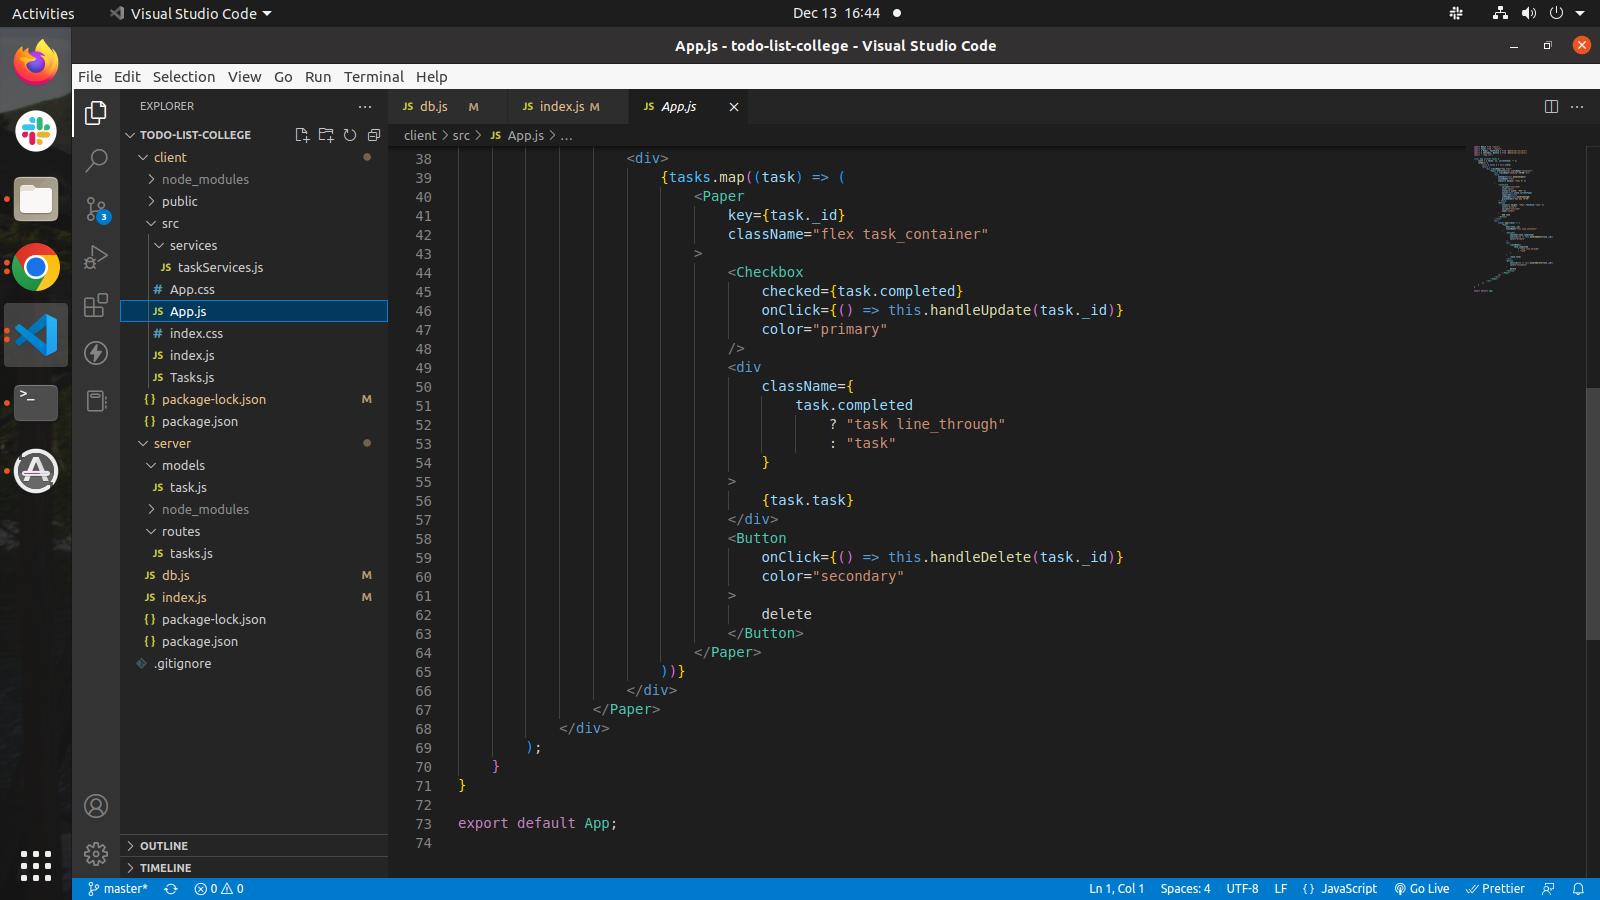 Activities
Visual Studio Code
Dec 13 16:44
App.js - todo-list-college - Visual Studio Code
File Edit Selection View Go Run Terminal Help
EXPLORER
TODO-LIST-COLLEGE
client
node_modules
public
src
services
JS taskServices.js
# App.css
JS App.js
# index.css
JS index.js
JS Tasks.js
{} package-lock.json M
{} package.json
server
models
JS task.js
node_modules
routes
JS tasks.js
JS db.js M
JS index.js M
{} package-lock.json
{} package.json
.gitignore
OUTLINE
TIMELINE
3
>_
JS db.js M
JS index.js M
JS App.js
client > src > JS App.js > ...
38 <div>
39 {tasks.map((task) => (
40 <Paper
41 key={task._id}
42 className="flex task_container"
43 >
44 <Checkbox
45 checked={task.completed}
46 onClick={() => this.handleUpdate(task._id)}
47 color="primary"
48 />
49 <div
50 className={
51 task.completed
52 ? "task line_through"
53 : "task"
54 }
55 >
56 {task.task}
57 </div>
58 <Button
59 onClick={() => this.handleDelete(task._id)}
60 color="secondary"
61 >
62 delete
63 </Button>
64 </Paper>
65 ))}
66 </div>
67 </Paper>
68 </div>
69 );
70 }
71 }
72
73 export default App;
74
master* 0 0 Ln 1, Col 1 Spaces: 4 UTF-8 LF {} JavaScript Go Live Prettier